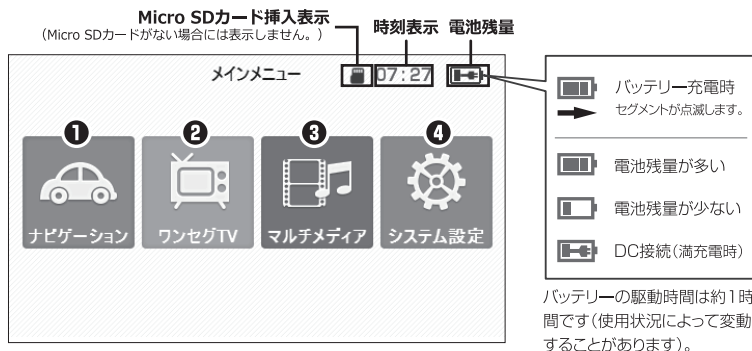 Micro SDカード挿入表示
(Micro SDカードがない場合には表示しません。)
時刻表示
電池残量
メインメニュー
07:27
❶
❷
❸
❹
ナビゲーション
ワンセグTV
マルチメディア
システム設定
バッテリー充電時
セグメントが点滅します。
電池残量が多い
電池残量が少ない
DC接続(満充電時)
バッテリーの駆動時間は約1時
間です(使用状況によって変動
することがあります)。